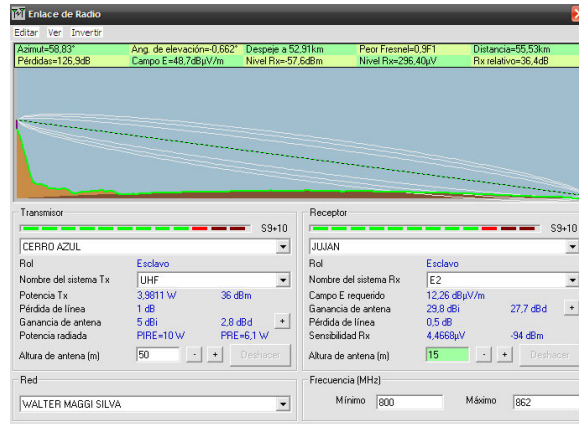 Enlace de Radio
Editar Ver Invertir
Azimut=58,83° Ang. de elevación=-0,662° Despeje a 52,91km Peor Fresnel=0,9F1 Distancia=55,53km
Pérdidas=126,9dB Campo E=48,7dBµV/m Nivel Rx=-57,6dBm Nivel Rx=296,40µV Rx relativo=36,4dB
Transmisor
S9+10
CERRO AZUL
Rol Esclavo
Nombre del sistema Tx UHF
Potencia Tx 3,9811 W 36 dBm
Pérdida de línea 1 dB
Ganancia de antena 5 dBi 2,8 dBd +
Potencia radiada PIRE=10 W PRE=6,1 W
Altura de antena (m) 50 - + Deshacer
Receptor
S9+10
JUJAN
Rol Esclavo
Nombre del sistema Rx E2
Campo E requerido 12,26 dBµV/m
Ganancia de antena 29,8 dBi 27,7 dBd +
Pérdida de línea 0,5 dB
Sensibilidad Rx 4,4668µV -94 dBm
Altura de antena (m) 15 - + Deshacer
Red
WALTER MAGGI SILVA
Frecuencia (MHz)
Mínimo 800 Máximo 862